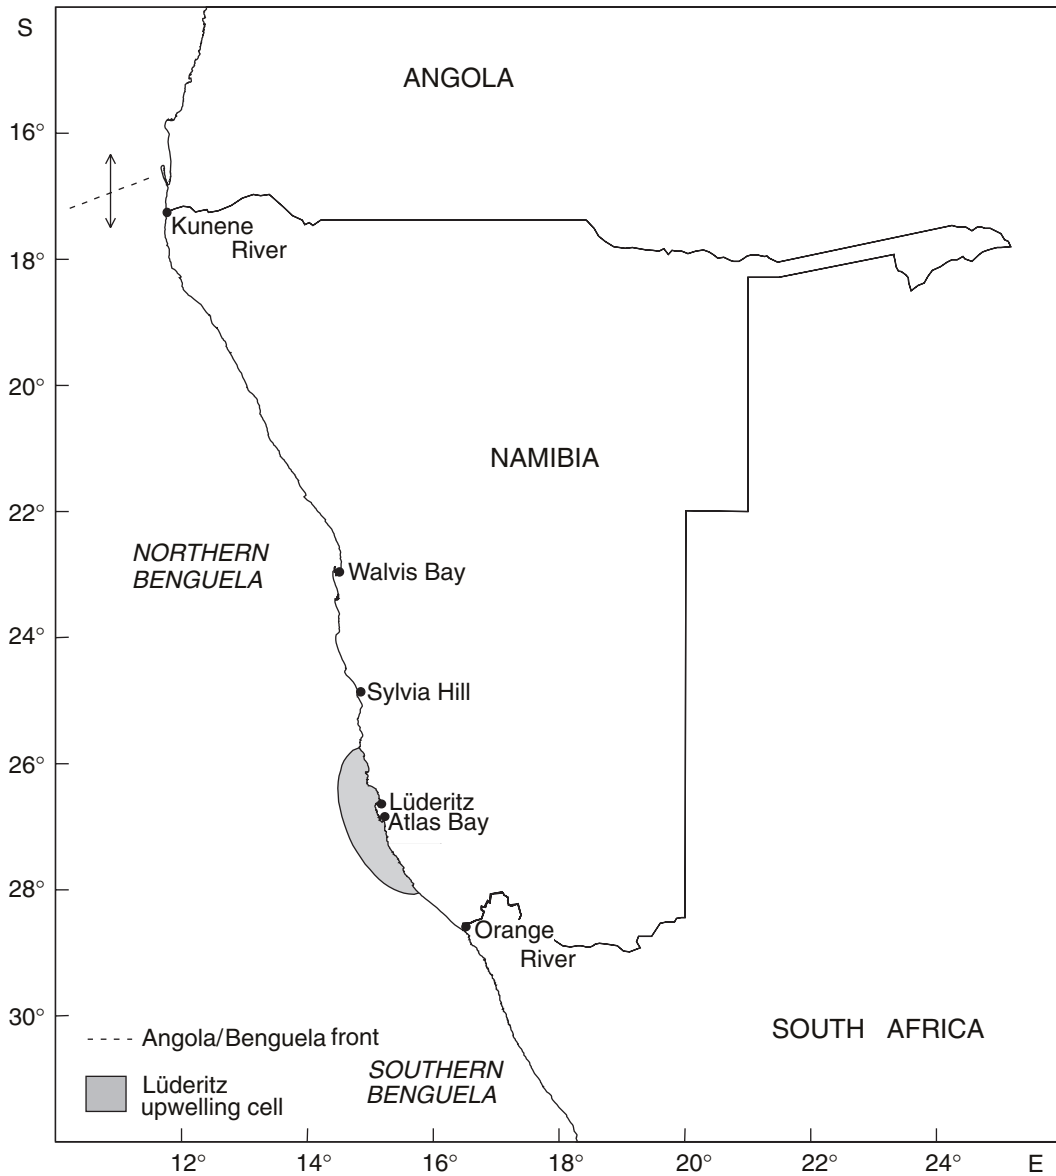 S
ANGOLA
16°
Kunene
River
18°
20°
NAMIBIA
22°
NORTHERN
BENGUELA
Walvis Bay
24°
Sylvia Hill
26°
Lüderitz
Atlas Bay
28°
Orange
River
30°
SOUTH AFRICA
Angola/Benguela front
SOUTHERN
BENGUELA
Lüderitz
upwelling cell
12° 14° 16° 18° 20° 22° 24° E